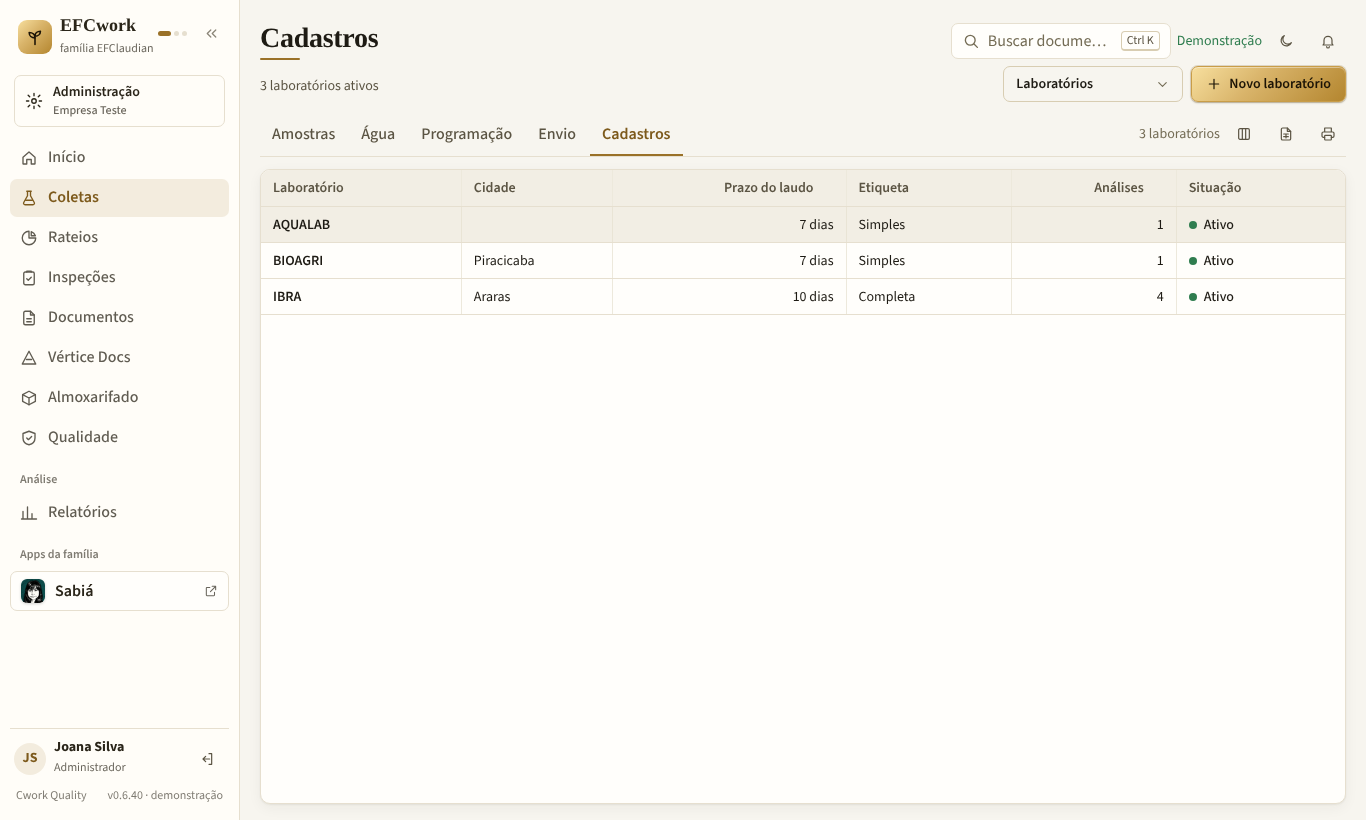 EFCwork
família EFClaudian
Administração
Empresa Teste
Início
Coletas
Rateios
Inspeções
Documentos
Vértice Docs
Almoxarifado
Qualidade
Análise
Relatórios
Apps da família
Sabiá
JS
Joana Silva
Administrador
Cwork Quality v0.6.40 · demonstração
Cadastros
Buscar docume… Ctrl K Demonstração
3 laboratórios ativos
Laboratórios
Novo laboratório
Amostras Água Programação Envio Cadastros
3 laboratórios
Laboratório Cidade Prazo do laudo Etiqueta Análises Situação
AQUALAB 7 dias Simples 1 Ativo
BIOAGRI Piracicaba 7 dias Simples 1 Ativo
IBRA Araras 10 dias Completa 4 Ativo